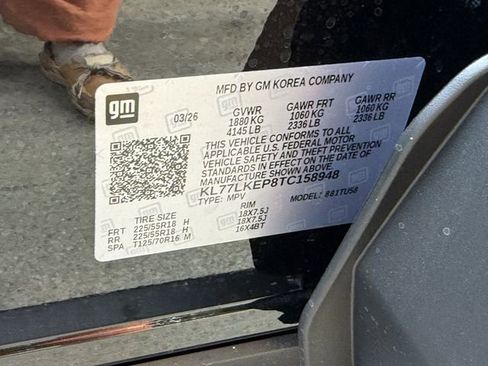 gm
MFD BY GM KOREA COMPANY
03/26
GVWR GAWR FRT GAWR RR
1880 KG 1060 KG 1060 KG
4145 LB 2336 LB 2336 LB
THIS VEHICLE CONFORMS TO ALL
APPLICABLE U.S. FEDERAL MOTOR
VEHICLE SAFETY AND THEFT PREVENTION
STANDARDS IN EFFECT ON THE DATE OF
MANUFACTURE SHOWN ABOVE.
KL77LKEP8TC158948
TYPE: MPV MODEL: 881TU58
TIRE SIZE RIM
FRT 225/55R18 H 18X7.5J
RR 225/55R18 H 18X7.5J
SPA T125/70R16 M 16X4BT